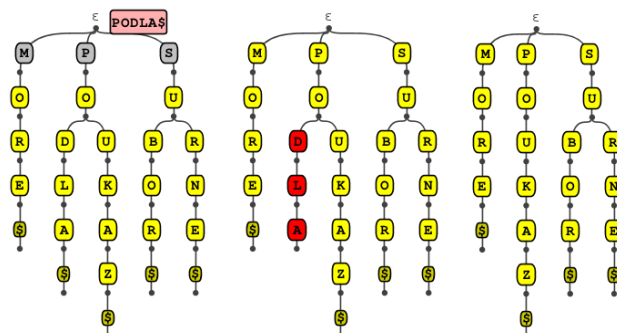 ε PODLA$ ε ε
M P S M P S M P S
O O U O O U O O U
R D U B R R D U B R R U B R
E L K O N E L K O N E K O N
$ A A R E $ A A R E $ A R E
$ Z $ $ Z $ $ Z $ $
$ $ $